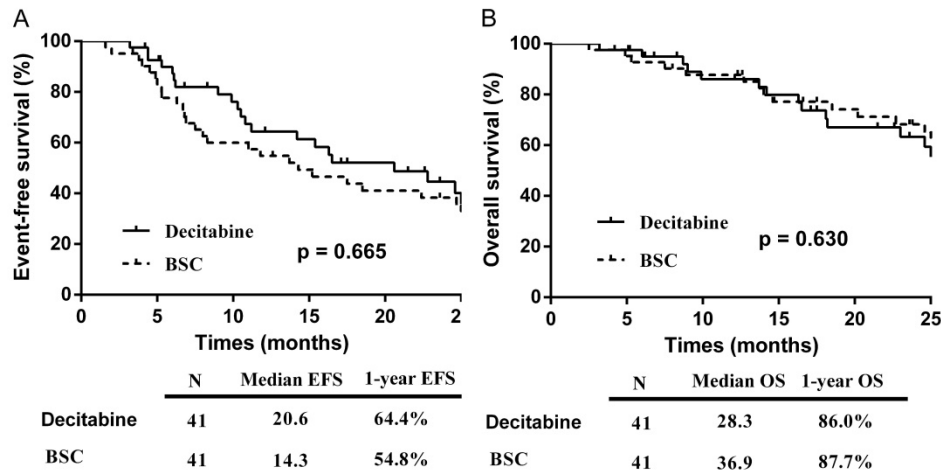 A
Event-free survival (%)
100
80
60
40
20
0
Decitabine
BSC
p = 0.665
0 5 10 15 20 2
Times (months)
N Median EFS 1-year EFS
Decitabine 41 20.6 64.4%
BSC 41 14.3 54.8%
B
Overall survival (%)
100
80
60
40
20
0
Decitabine
BSC
p = 0.630
0 5 10 15 20 25
Times (months)
N Median OS 1-year OS
Decitabine 41 28.3 86.0%
BSC 41 36.9 87.7%